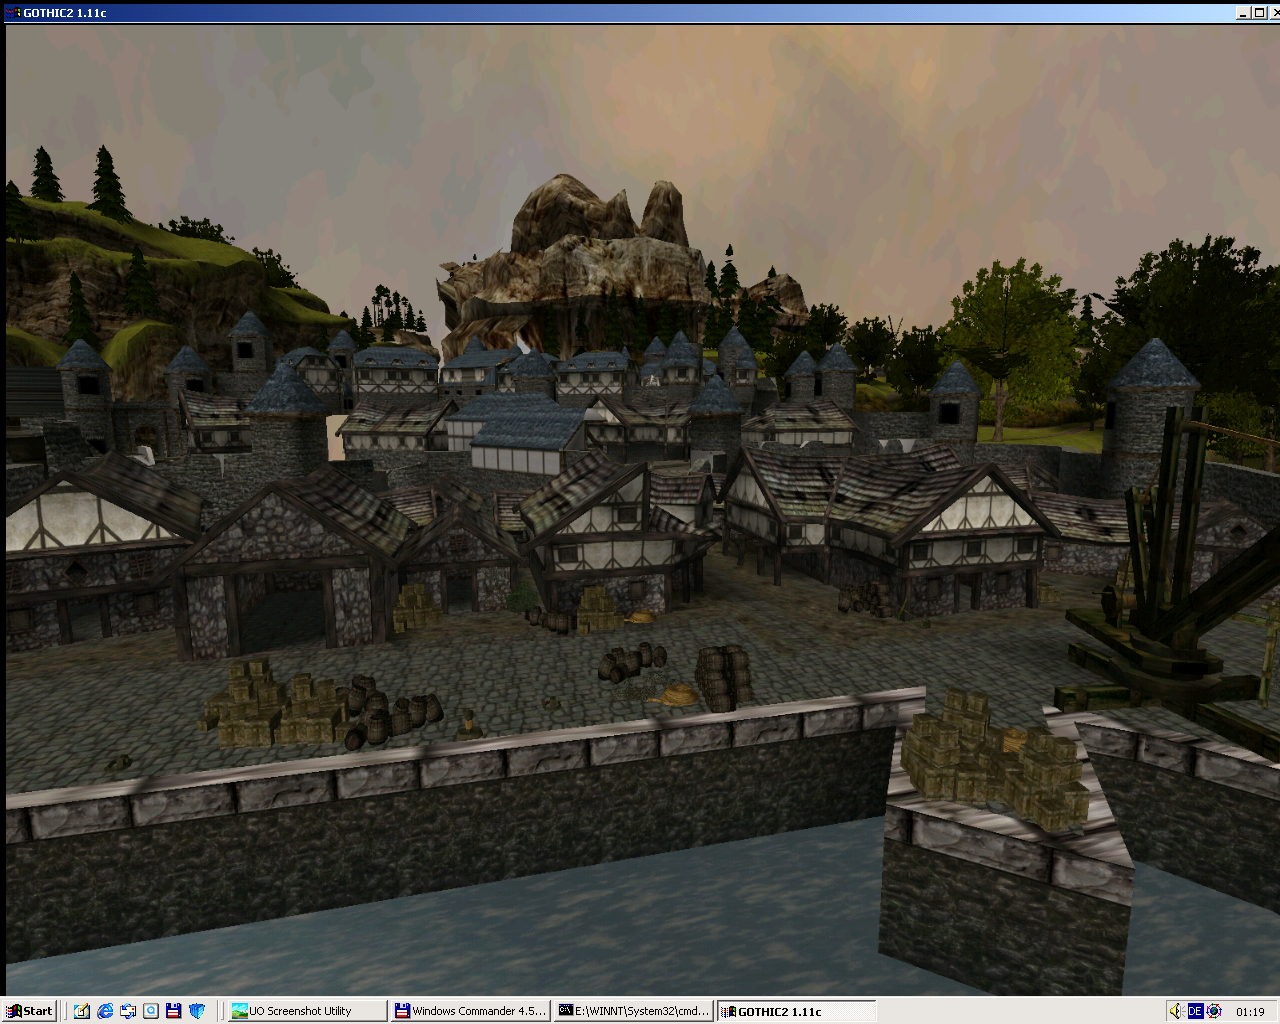 GOTHIC2 1.11c
Start
UO Screenshot Utility
Windows Commander 4.5...
E:\WINNT\System32\cmd...
GOTHIC2 1.11c
DE
01:19